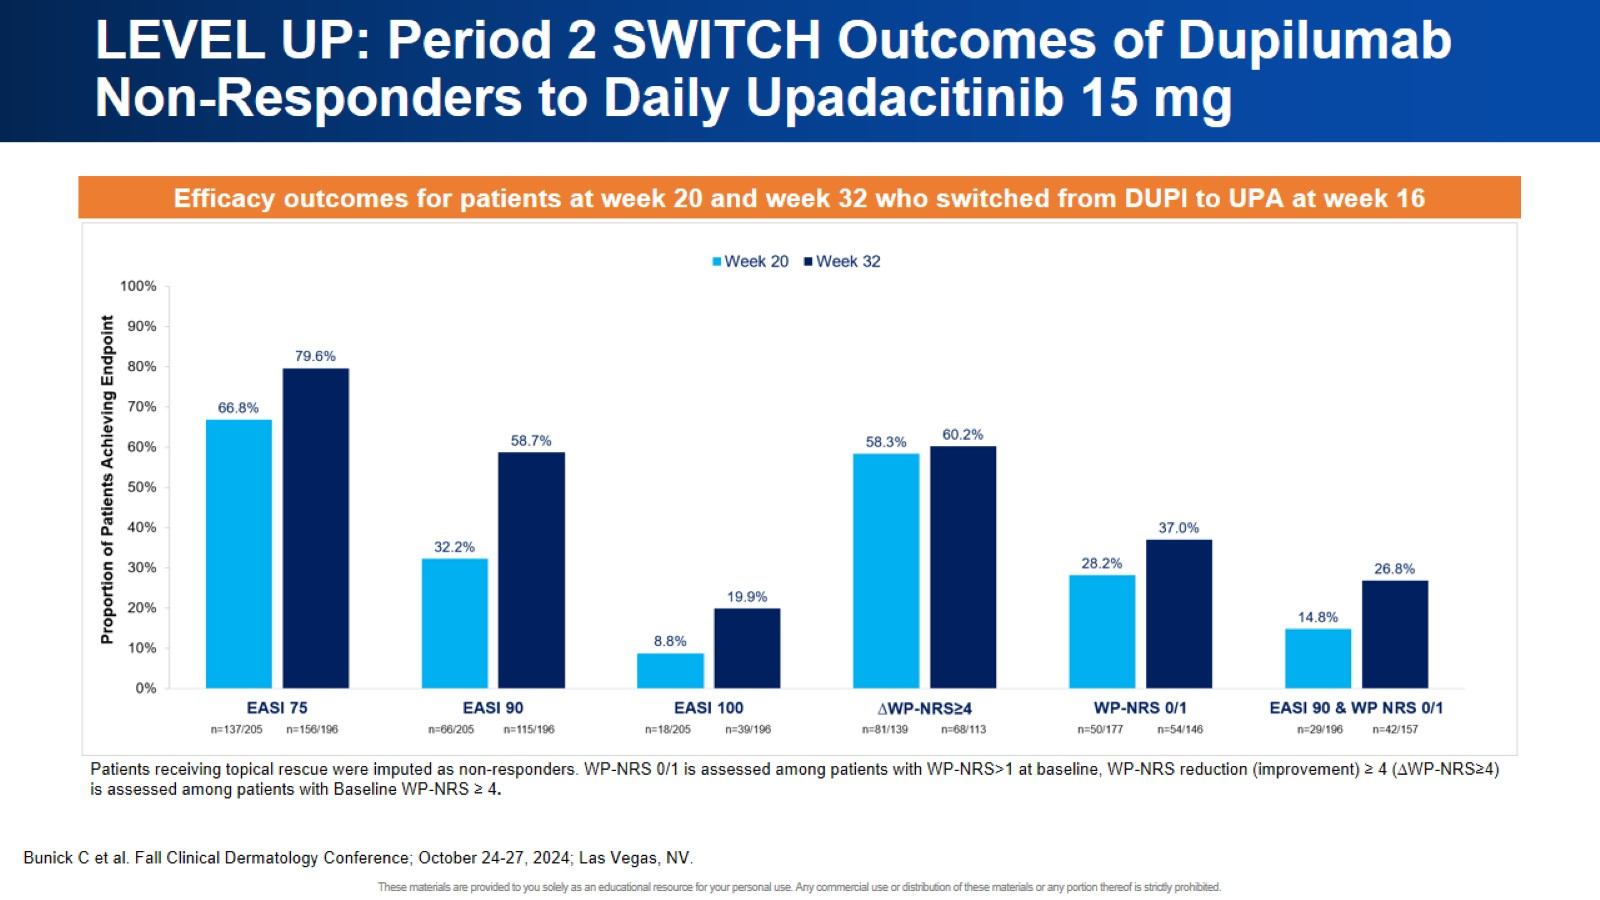 LEVEL UP: Period 2 SWITCH Outcomes of Dupilumab
Non-Responders to Daily Upadacitinib 15 mg
Efficacy outcomes for patients at week 20 and week 32 who switched from DUPI to UPA at week 16
Week 20 Week 32
Proportion of Patients Achieving Endpoint
100%
90%
80%
70%
60%
50%
40%
30%
20%
10%
0%
66.8% 79.6%
32.2% 58.7%
8.8% 19.9%
58.3% 60.2%
28.2% 37.0%
14.8% 26.8%
EASI 75 EASI 90 EASI 100 ΔWP-NRS≥4 WP-NRS 0/1 EASI 90 & WP NRS 0/1
n=137/205 n=156/196 n=66/205 n=115/196 n=18/205 n=39/196 n=81/139 n=68/113 n=50/177 n=54/146 n=29/196 n=42/157
Patients receiving topical rescue were imputed as non-responders. WP-NRS 0/1 is assessed among patients with WP-NRS>1 at baseline, WP-NRS reduction (improvement) ≥ 4 (ΔWP-NRS≥4)
is assessed among patients with Baseline WP-NRS ≥ 4.
Bunick C et al. Fall Clinical Dermatology Conference; October 24-27, 2024; Las Vegas, NV.
These materials are provided to you solely as an educational resource for your personal use. Any commercial use or distribution of these materials or any portion thereof is strictly prohibited.